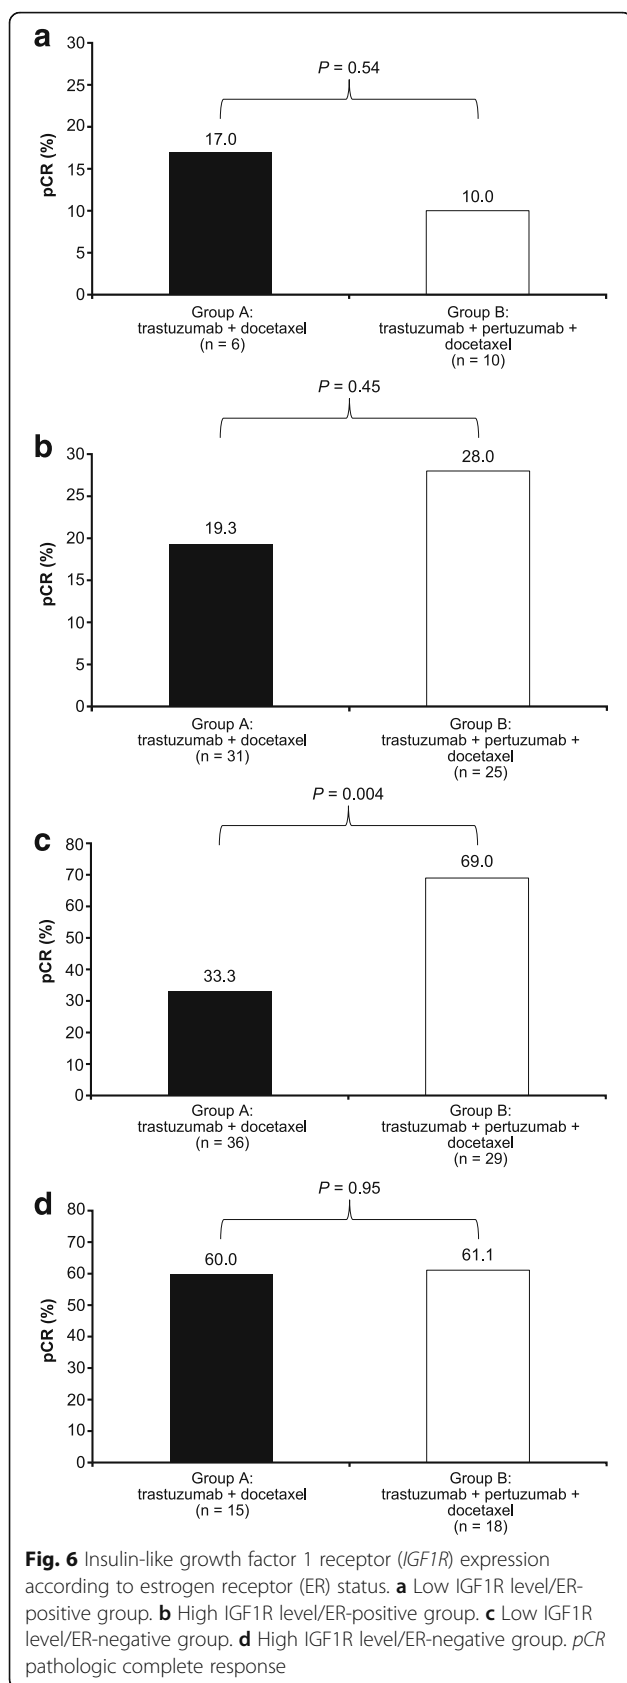 a
P = 0.54
30
25
20
15
10
5
0
pCR (%)
17.0
10.0
Group A:
trastuzumab + docetaxel
(n = 6)
Group B:
trastuzumab + pertuzumab +
docetaxel
(n = 10)
P = 0.45
b
30
25
20
15
10
5
0
pCR (%)
19.3
28.0
Group A:
trastuzumab + docetaxel
(n = 31)
Group B:
trastuzumab + pertuzumab +
docetaxel
(n = 25)
P = 0.004
c
80
70
60
50
40
30
20
10
0
pCR (%)
33.3
69.0
Group A:
trastuzumab + docetaxel
(n = 36)
Group B:
trastuzumab + pertuzumab +
docetaxel
(n = 29)
P = 0.95
d
80
70
60
50
40
30
20
10
0
pCR (%)
60.0
61.1
Group A:
trastuzumab + docetaxel
(n = 15)
Group B:
trastuzumab + pertuzumab +
docetaxel
(n = 18)
Fig. 6 Insulin-like growth factor 1 receptor (IGF1R) expression
according to estrogen receptor (ER) status. a Low IGF1R level/ER-
positive group. b High IGF1R level/ER-positive group. c Low IGF1R
level/ER-negative group. d High IGF1R level/ER-negative group. pCR
pathologic complete response